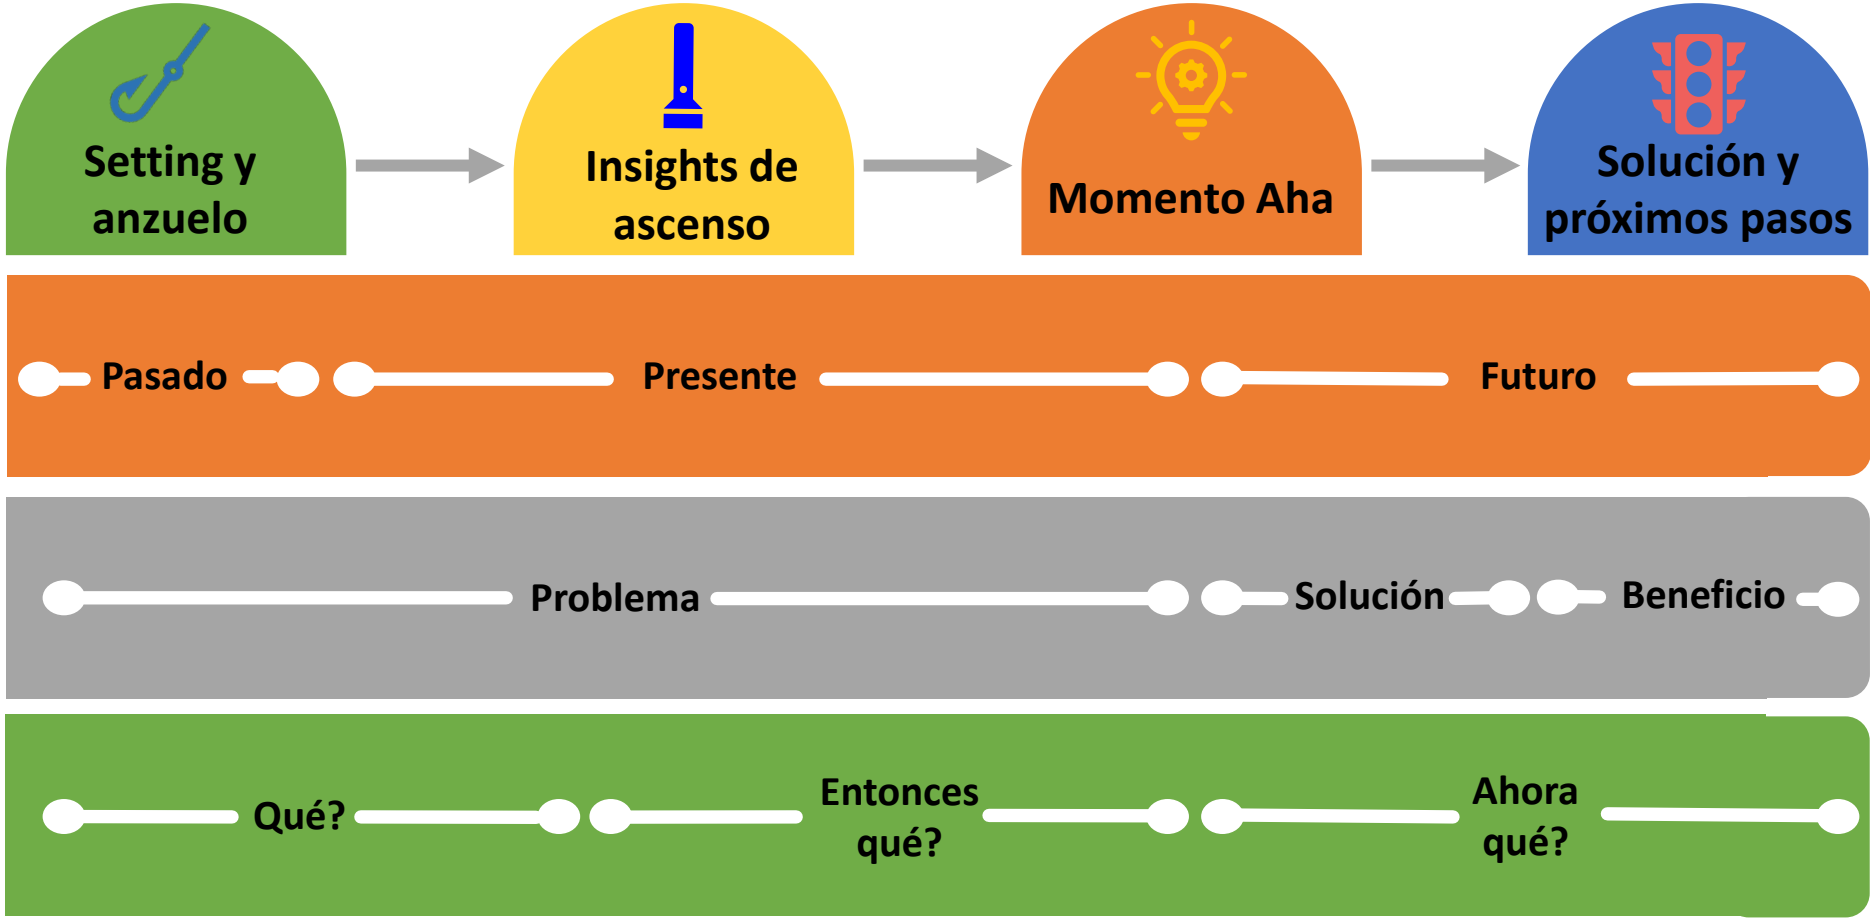 Setting y
anzuelo
Insights de
ascenso
Momento Aha
Solución y
próximos pasos
Pasado
Presente
Futuro
Problema
Solución
Beneficio
Qué?
Entonces
qué?
Ahora
qué?